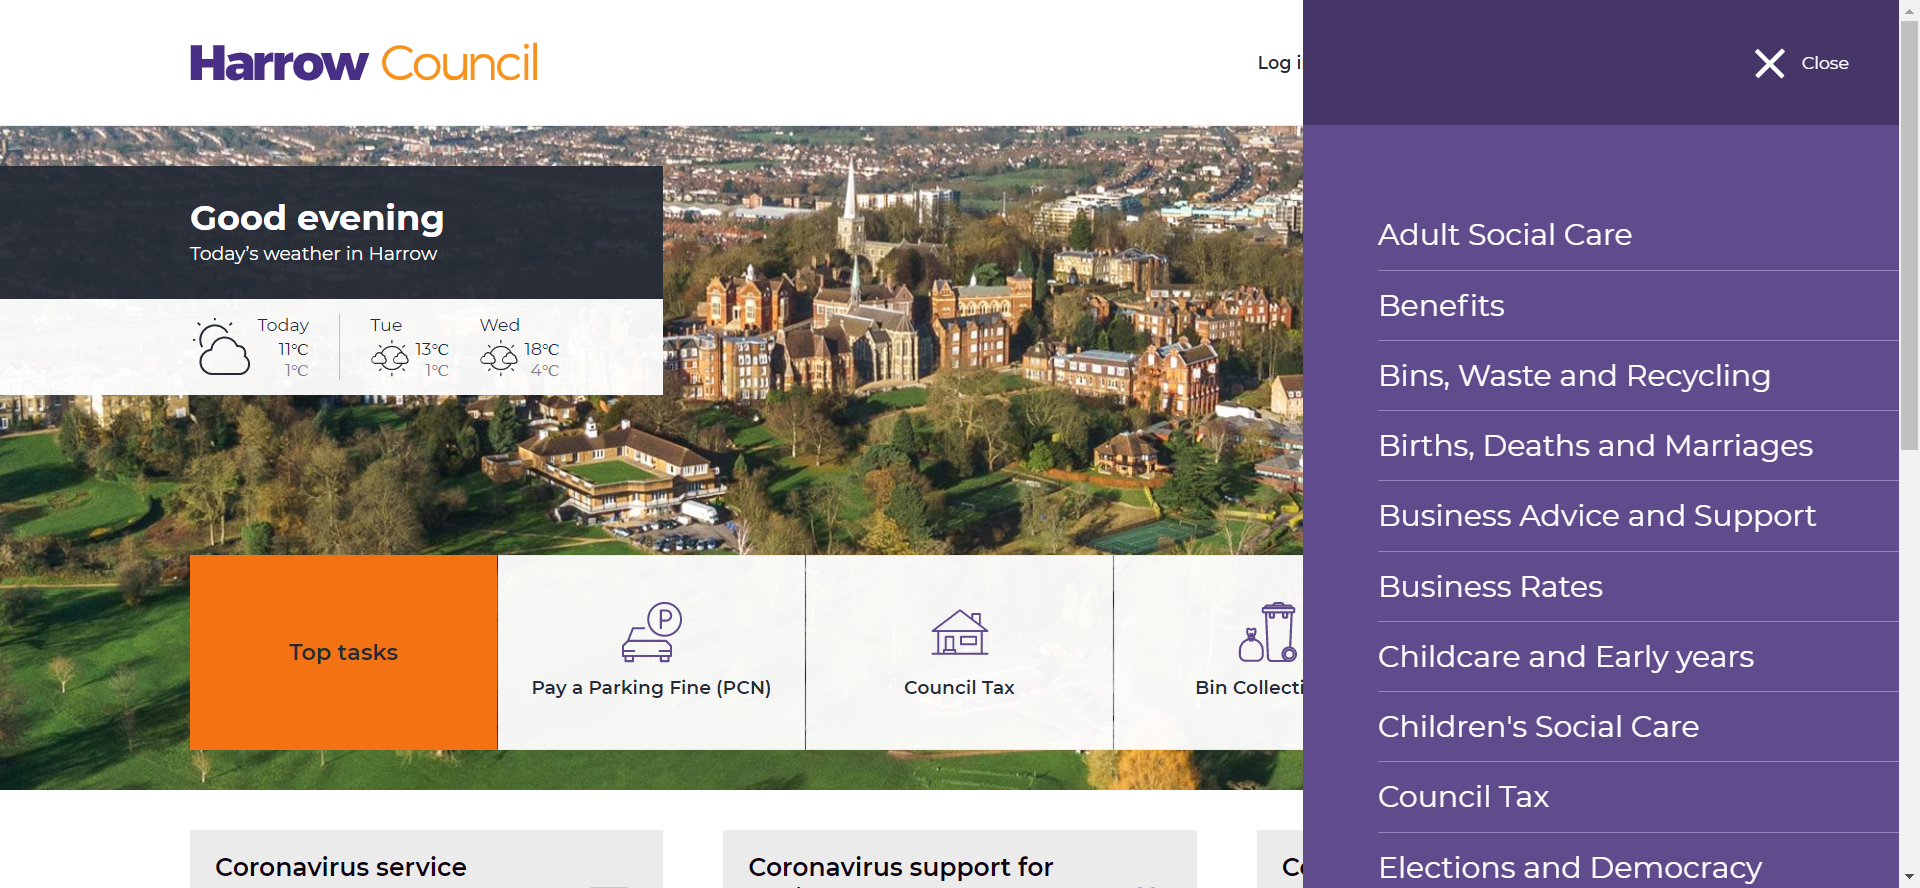 Harrow Council
Log i
Close
Good evening
Today's weather in Harrow
Today
11°C
1°C
Tue
13°C
1°C
Wed
18°C
4°C
Top tasks
Pay a Parking Fine (PCN)
Council Tax
Bin Collecti
Coronavirus service
Coronavirus support for
Adult Social Care
Benefits
Bins, Waste and Recycling
Births, Deaths and Marriages
Business Advice and Support
Business Rates
Childcare and Early years
Children's Social Care
Council Tax
Elections and Democracy